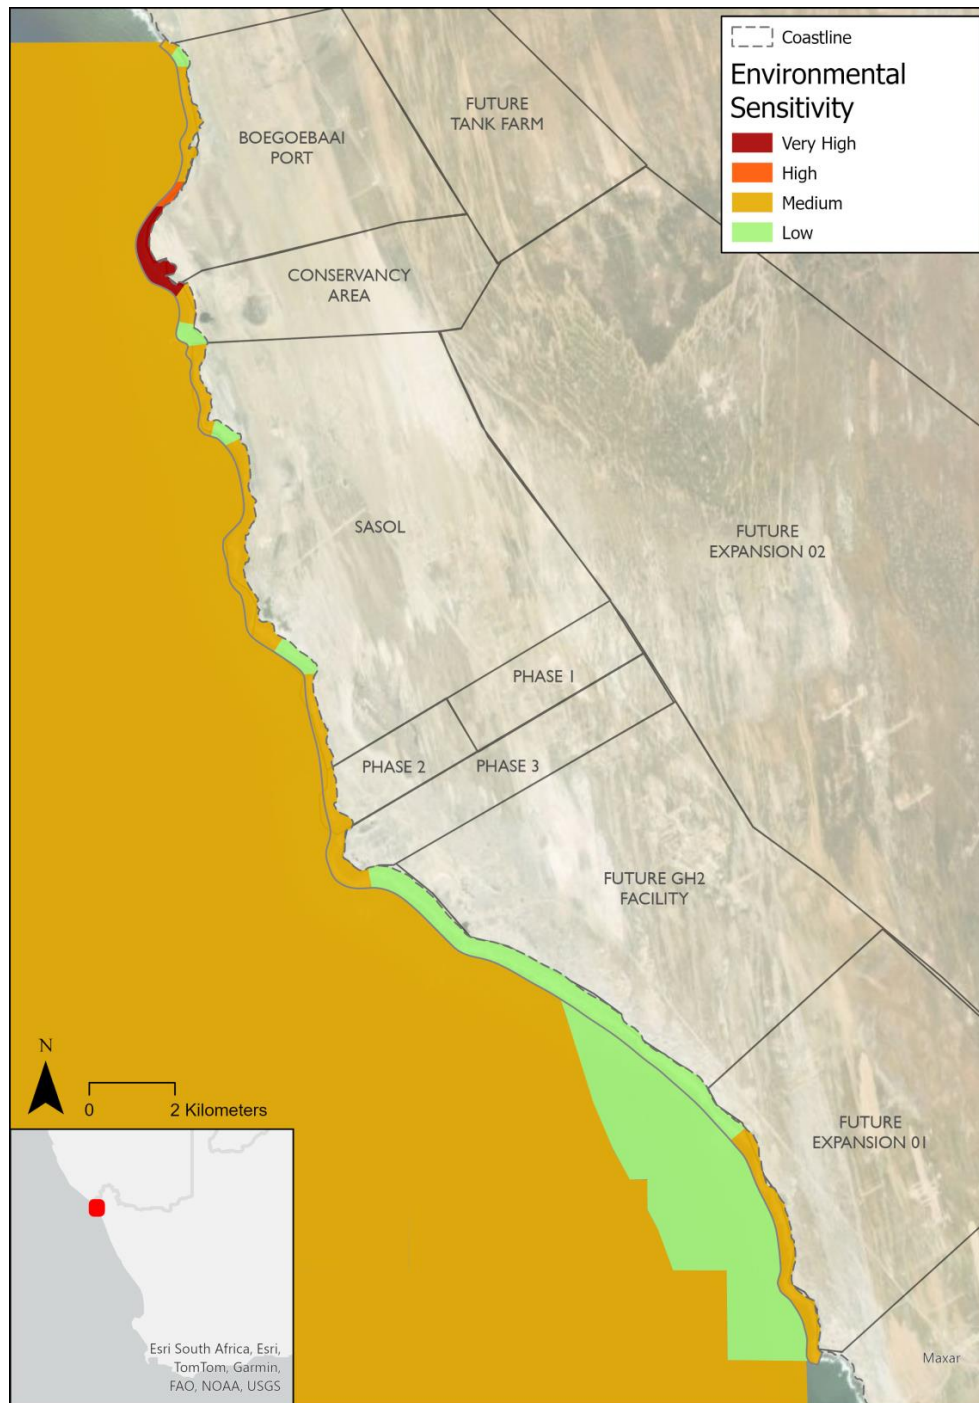 Coastline
Environmental
Sensitivity
Very High
High
Medium
Low
FUTURE
TANK FARM
BOEGOEBAAI
PORT
CONSERVANCY
AREA
SASOL
FUTURE
EXPANSION 02
PHASE 1
PHASE 2
PHASE 3
FUTURE GH2
FACILITY
FUTURE
EXPANSION 01
N
0 2 Kilometers
Esri South Africa, Esri,
TomTom, Garmin,
FAO, NOAA, USGS
Maxar